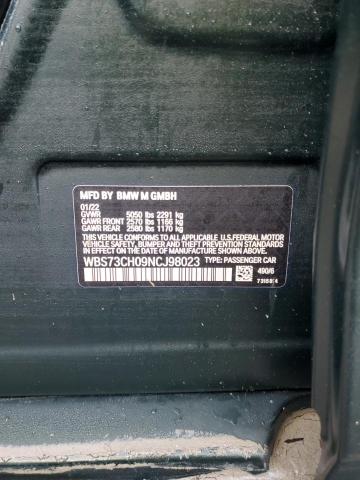 MFD BY BMW M GMBH
01/22
GVWR 5050 lbs 2291 kg
GAWR FRONT 2570 lbs 1166 kg
GAWR REAR 2580 lbs 1170 kg
THIS VEHICLE CONFORMS TO ALL
APPLICABLE U.S.FEDERAL MOTOR
VEHICLE SAFETY, BUMPER AND THEFT
PREVENTION STANDARDS IN EFFECT ON
THE DATE OF MANUFACTURE SHOWN ABOVE.
WBS73CH09NCJ98023 TYPE: PASSENGER CAR
490/6